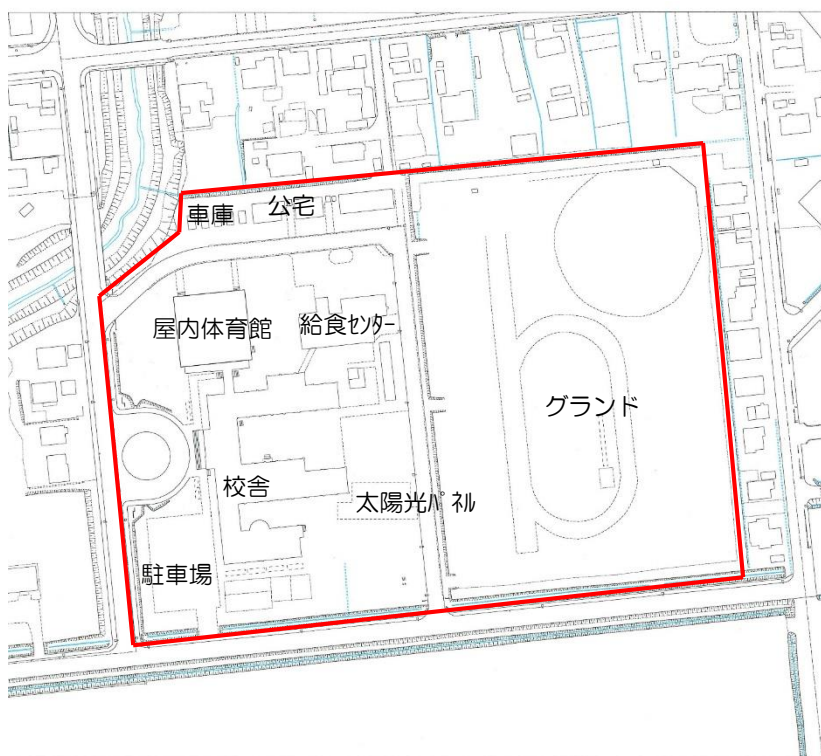 車庫
公宅
屋内体育館
給食ｾﾝﾀｰ
グランド
校舎
太陽光ﾊﾟﾈﾙ
駐車場